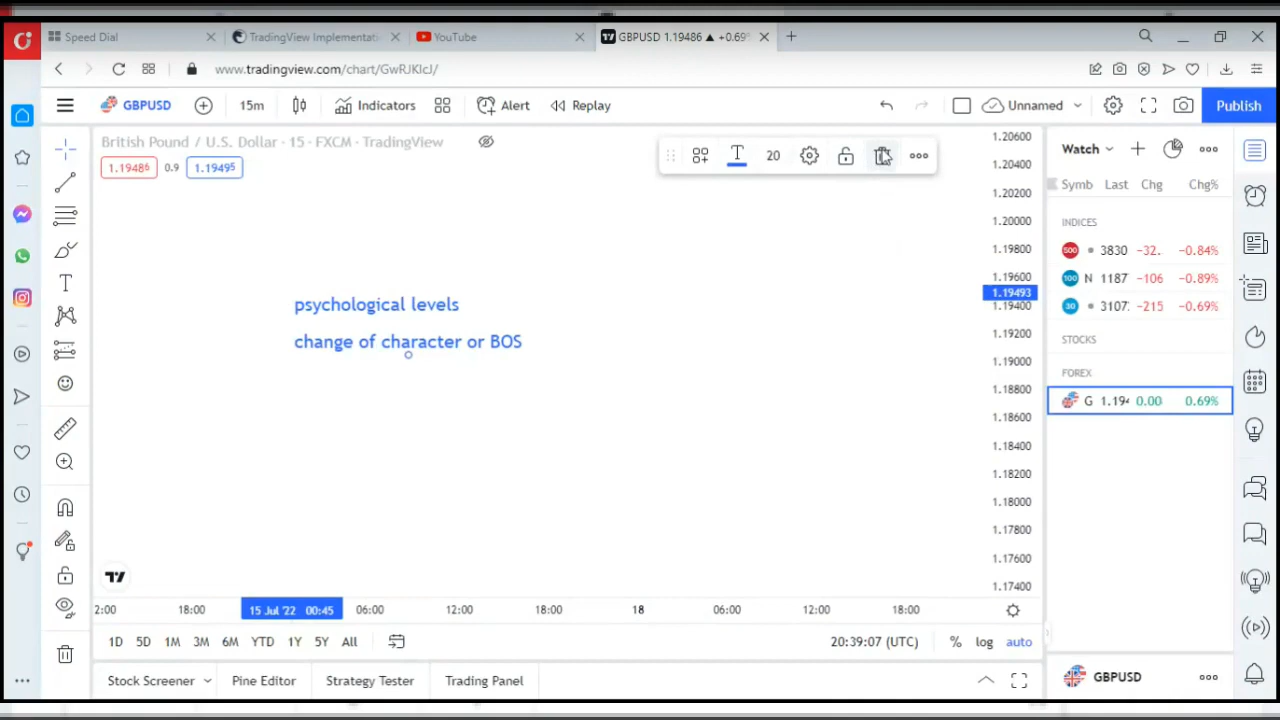 Speed Dial
TradingView Implementati
YouTube
GBPUSD 1.19486 ▲ +0.69%
www.tradingview.com/chart/GwRJKIcJ/
GBPUSD
15m
Indicators
Alert
Replay
Unnamed
Publish
British Pound / U.S. Dollar · 15 · FXCM · TradingView
1.19486
0.9
1.19495
T
20
psychological levels
change of character or BOS
1.20600
1.20400
1.20200
1.20000
1.19800
1.19600
1.19493
1.19400
1.19200
1.19000
1.18800
1.18600
1.18400
1.18200
1.18000
1.17800
1.17600
1.17400
Watch
Symb Last Chg Chg%
INDICES
500 3830 −32. −0.84%
100 N 1187 −106 −0.89%
30 3107 −215 −0.69%
STOCKS
FOREX
G 1.19 0.00 0.69%
2:00 18:00 15 Jul '22 00:45 06:00 12:00 18:00 18 06:00 12:00 18:00
1D 5D 1M 3M 6M YTD 1Y 5Y All
20:39:07 (UTC)
% log auto
Stock Screener
Pine Editor
Strategy Tester
Trading Panel
GBPUSD